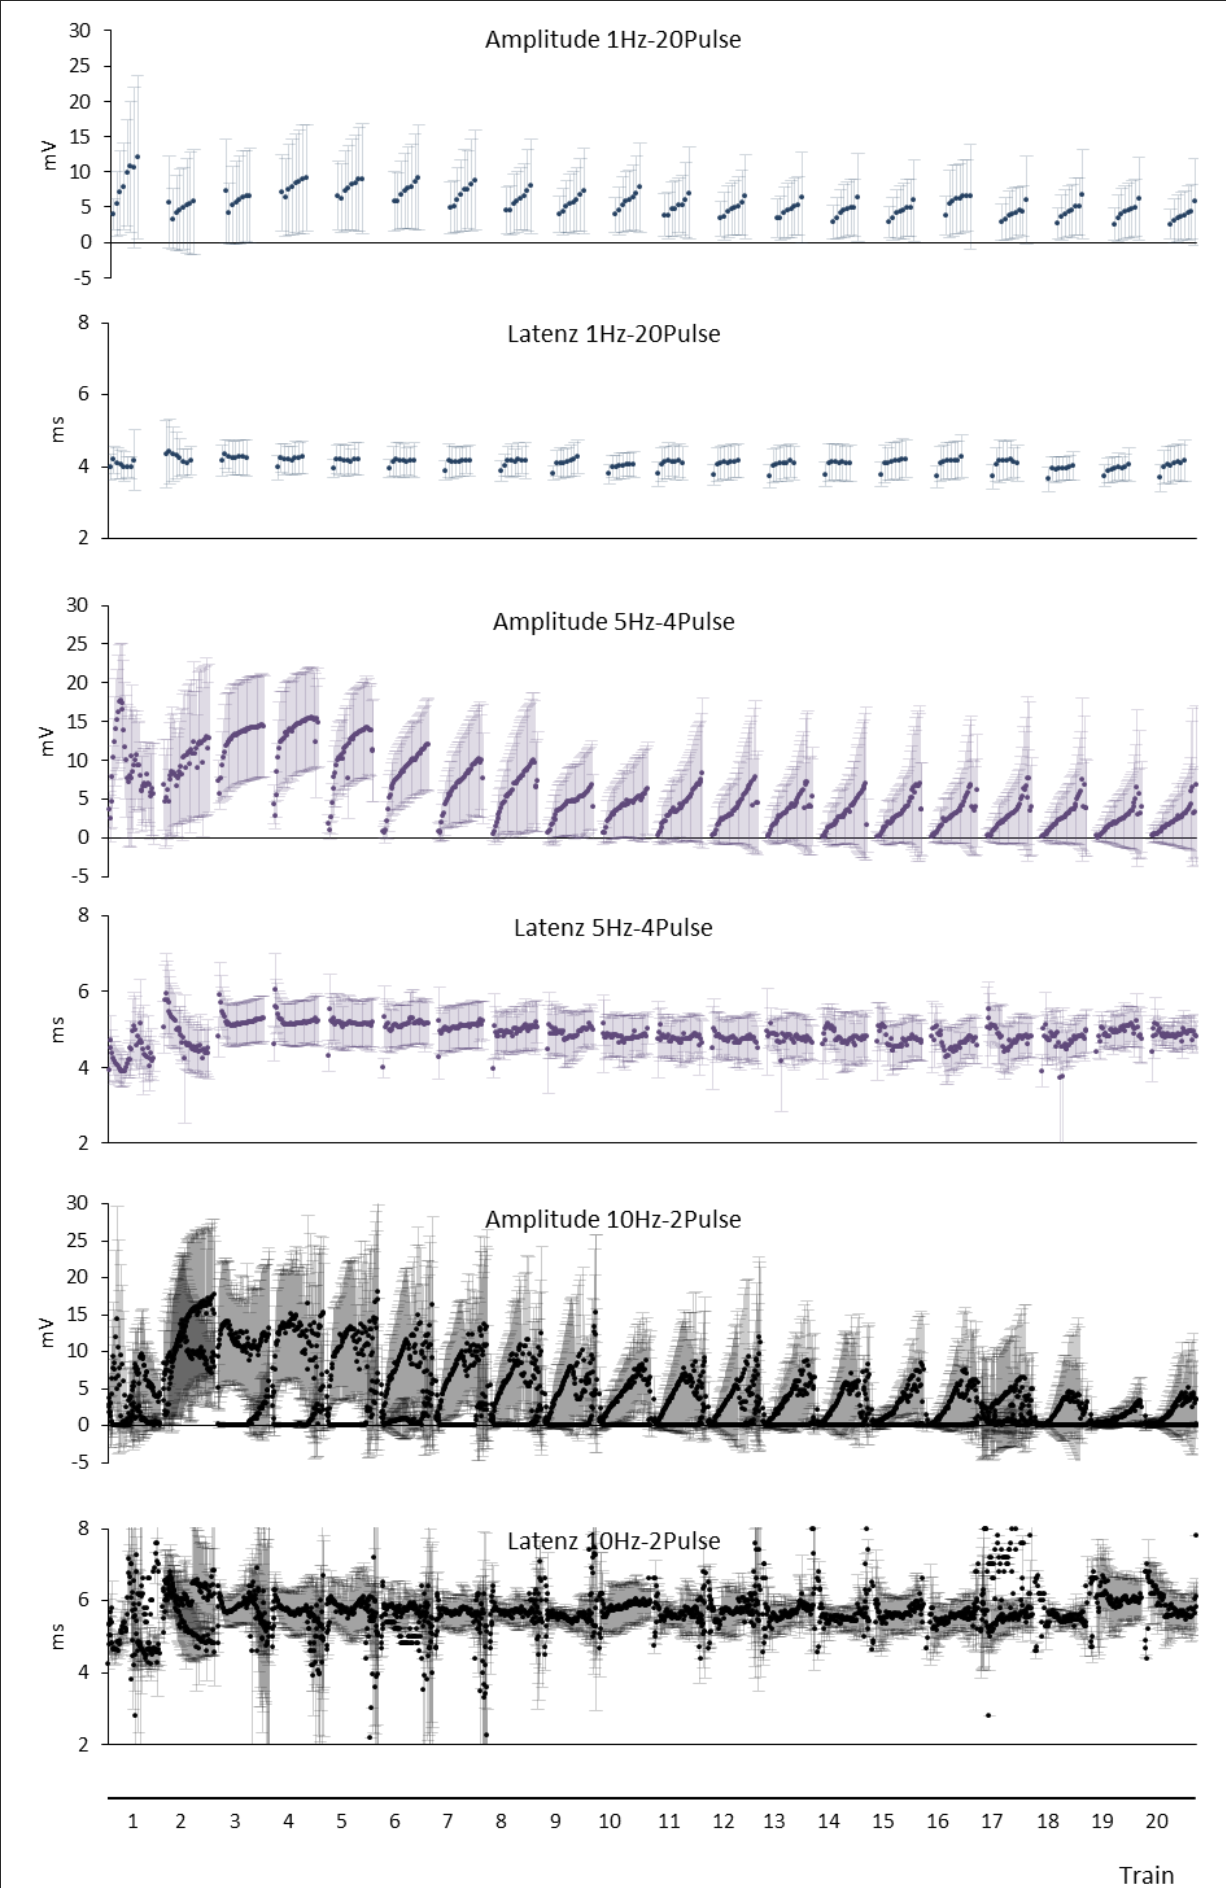 Amplitude 1Hz-20Pulse
30
25
20
15
10
5
0
-5
mV
Latenz 1Hz-20Pulse
8
6
4
2
ms
Amplitude 5Hz-4Pulse
30
25
20
15
10
5
0
-5
mV
Latenz 5Hz-4Pulse
8
6
4
2
ms
Amplitude 10Hz-2Pulse
30
25
20
15
10
5
0
-5
mV
Latenz 10Hz-2Pulse
8
6
4
2
ms
1 2 3 4 5 6 7 8 9 10 11 12 13 14 15 16 17 18 19 20
Train